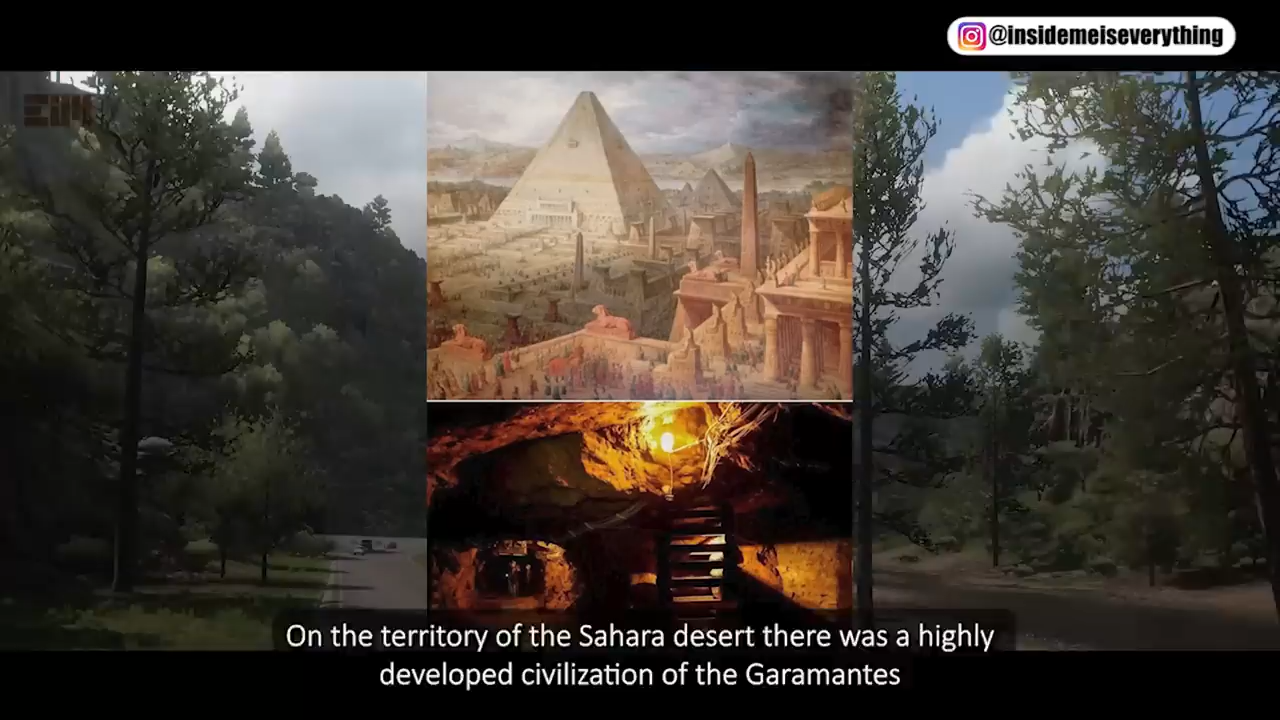 @insidemeiseverything
On the territory of the Sahara desert there was a highly
developed civilization of the Garamantes